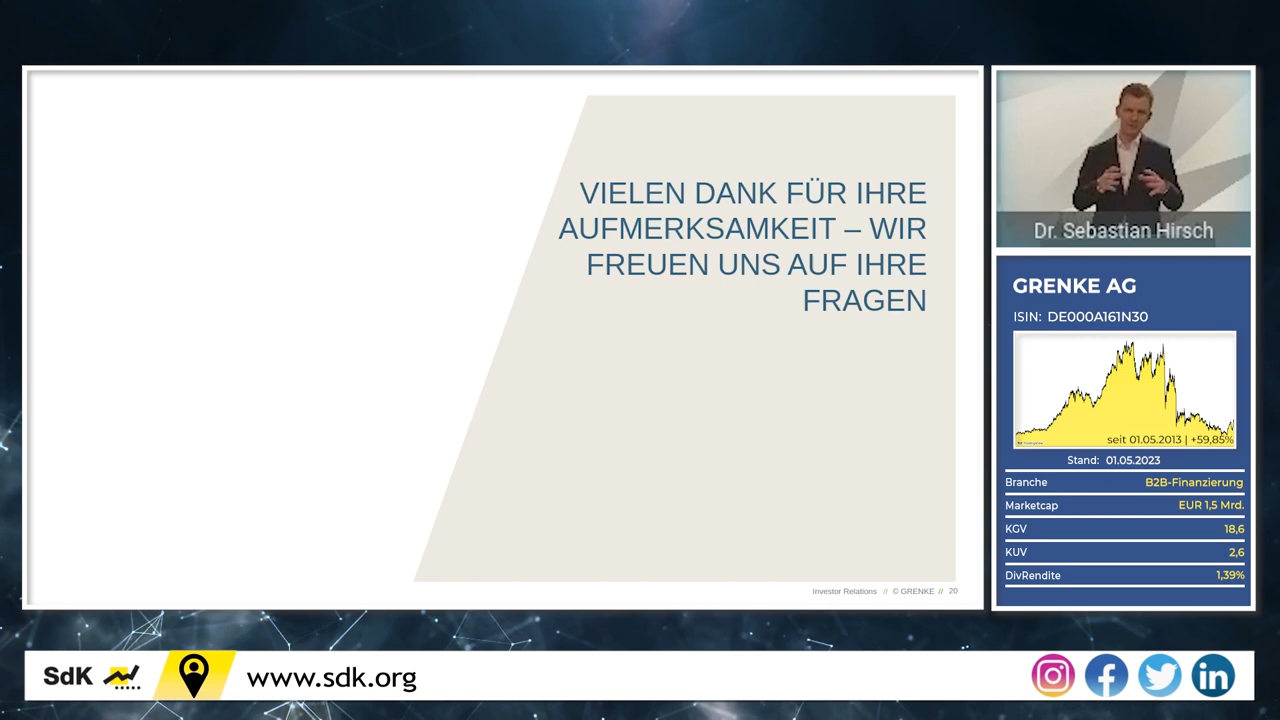 VIELEN DANK FÜR IHRE
AUFMERKSAMKEIT – WIR
FREUEN UNS AUF IHRE
FRAGEN
Investor Relations // © GRENKE // 20
Dr. Sebastian Hirsch
GRENKE AG
ISIN: DE000A161N30
seit 01.05.2013 | +59,85%
Stand: 01.05.2023
Branche B2B-Finanzierung
Marketcap EUR 1,5 Mrd.
KGV 18,6
KUV 2,6
DivRendite 1,39%
SdK www.sdk.org